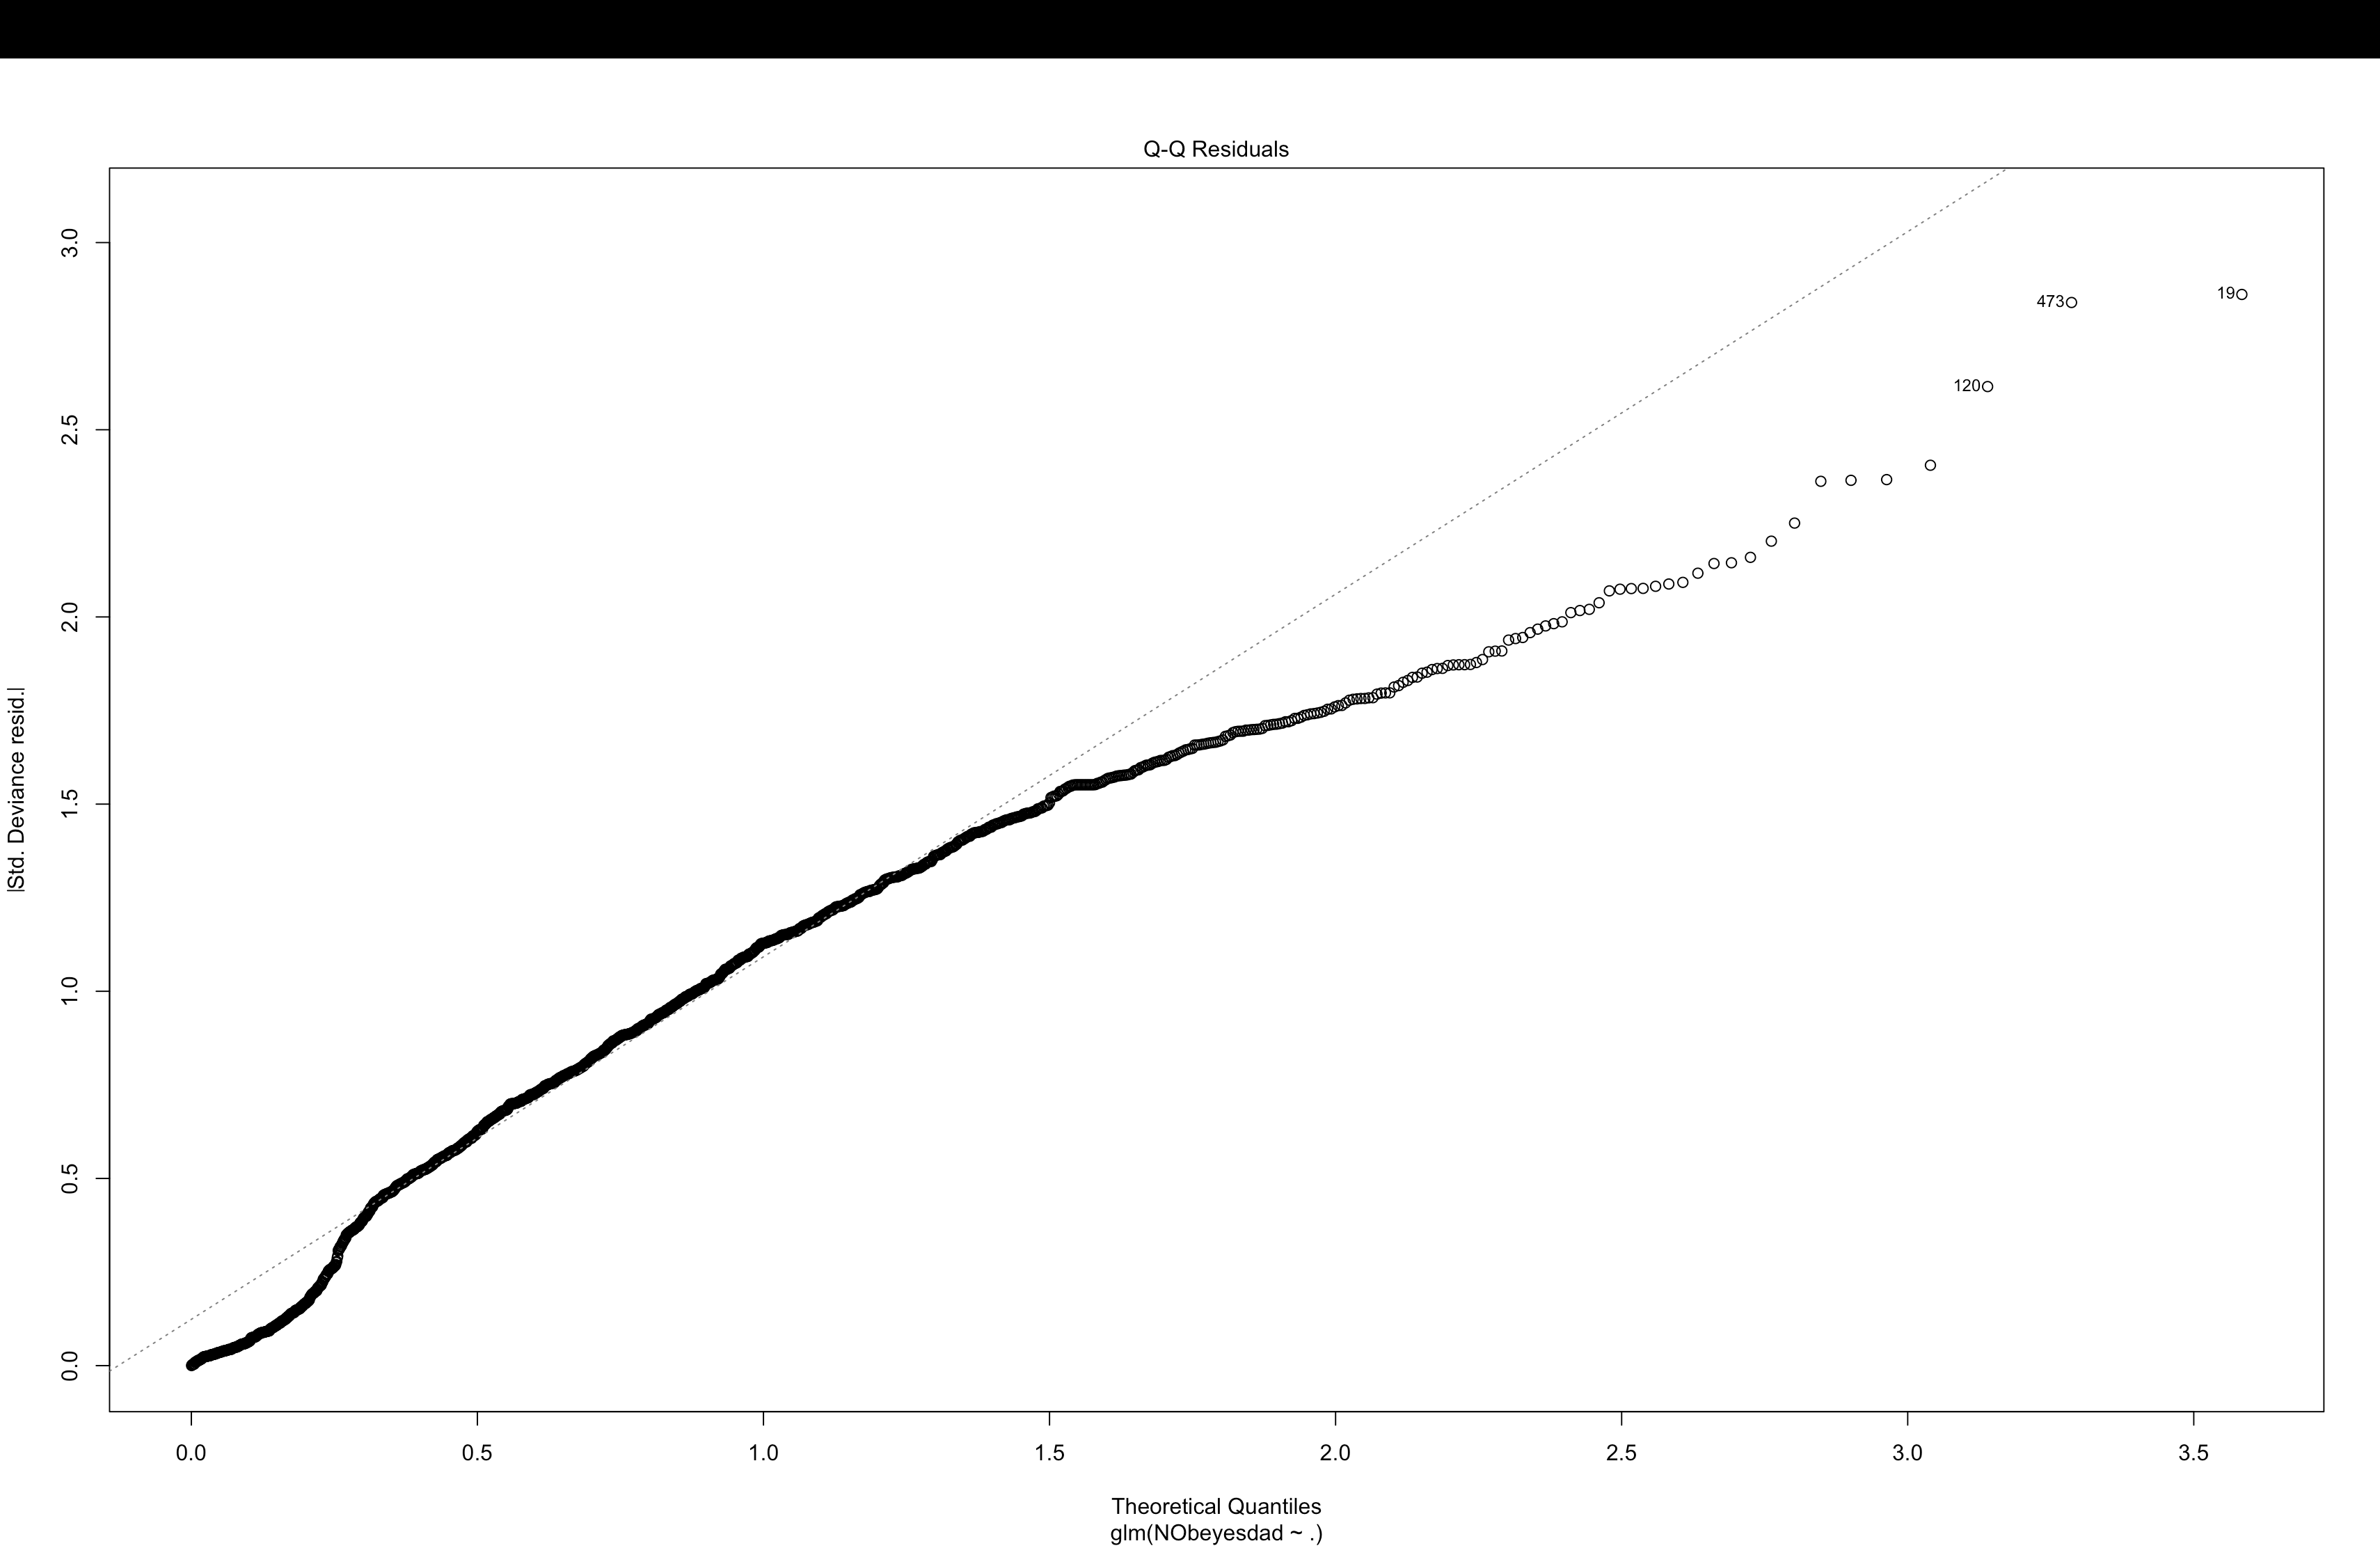 Q-Q Residuals
|Std. Deviance resid.|
3.0
2.5
2.0
1.5
1.0
0.5
0.0
473
19
120
0.0 0.5 1.0 1.5 2.0 2.5 3.0 3.5
Theoretical Quantiles
glm(NObeyesdad ~ .)